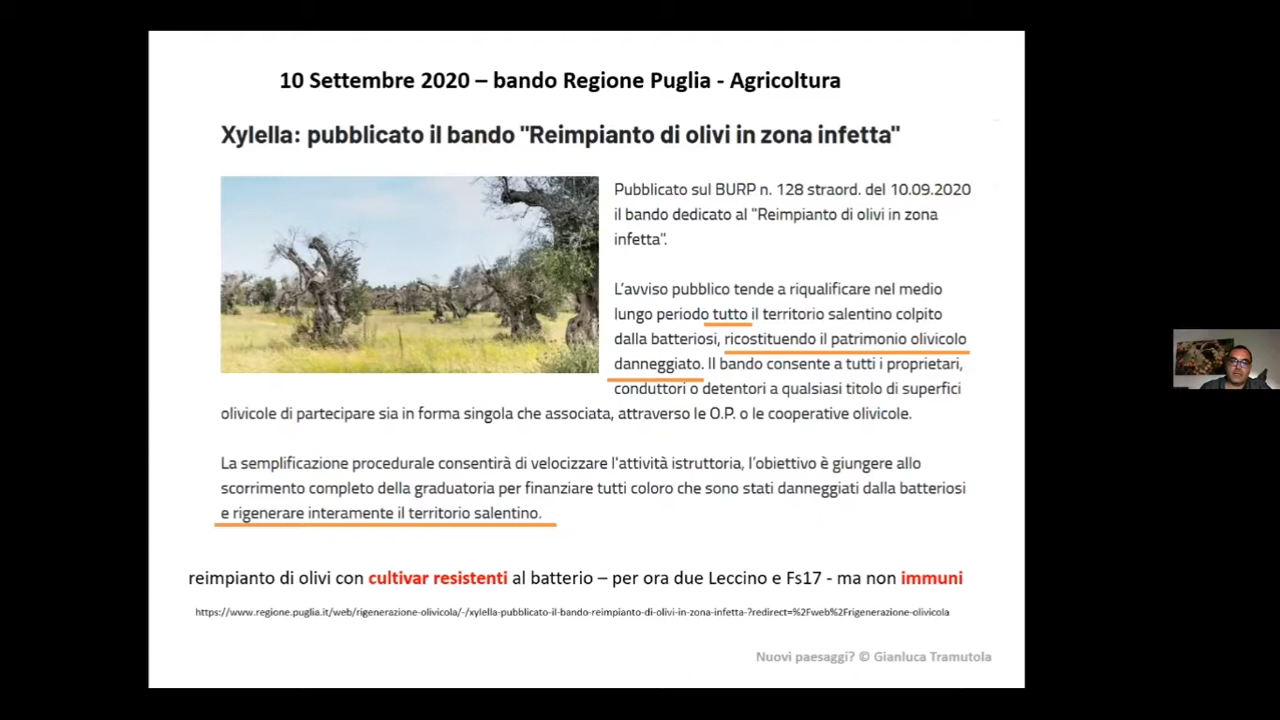 10 Settembre 2020 – bando Regione Puglia - Agricoltura
Xylella: pubblicato il bando "Reimpianto di olivi in zona infetta"
Pubblicato sul BURP n. 128 straord. del 10.09.2020
il bando dedicato al "Reimpianto di olivi in zona
infetta".
L'avviso pubblico tende a riqualificare nel medio
lungo periodo tutto il territorio salentino colpito
dalla batteriosi, ricostituendo il patrimonio olivicolo
danneggiato. Il bando consente a tutti i proprietari,
conduttori o detentori a qualsiasi titolo di superfici
olivicole di partecipare sia in forma singola che associata, attraverso le O.P. o le cooperative olivicole.
La semplificazione procedurale consentirà di velocizzare l'attività istruttoria, l'obiettivo è giungere allo
scorrimento completo della graduatoria per finanziare tutti coloro che sono stati danneggiati dalla batteriosi
e rigenerare interamente il territorio salentino.
reimpianto di olivi con cultivar resistenti al batterio – per ora due Leccino e Fs17 - ma non immuni
https://www.regione.puglia.it/web/rigenerazione-olivicola/-/xylella-pubblicato-il-bando-reimpianto-di-olivi-in-zona-infetta-?redirect=%2Fweb%2Frigenerazione-olivicola
Nuovi paesaggi? © Gianluca Tramutola